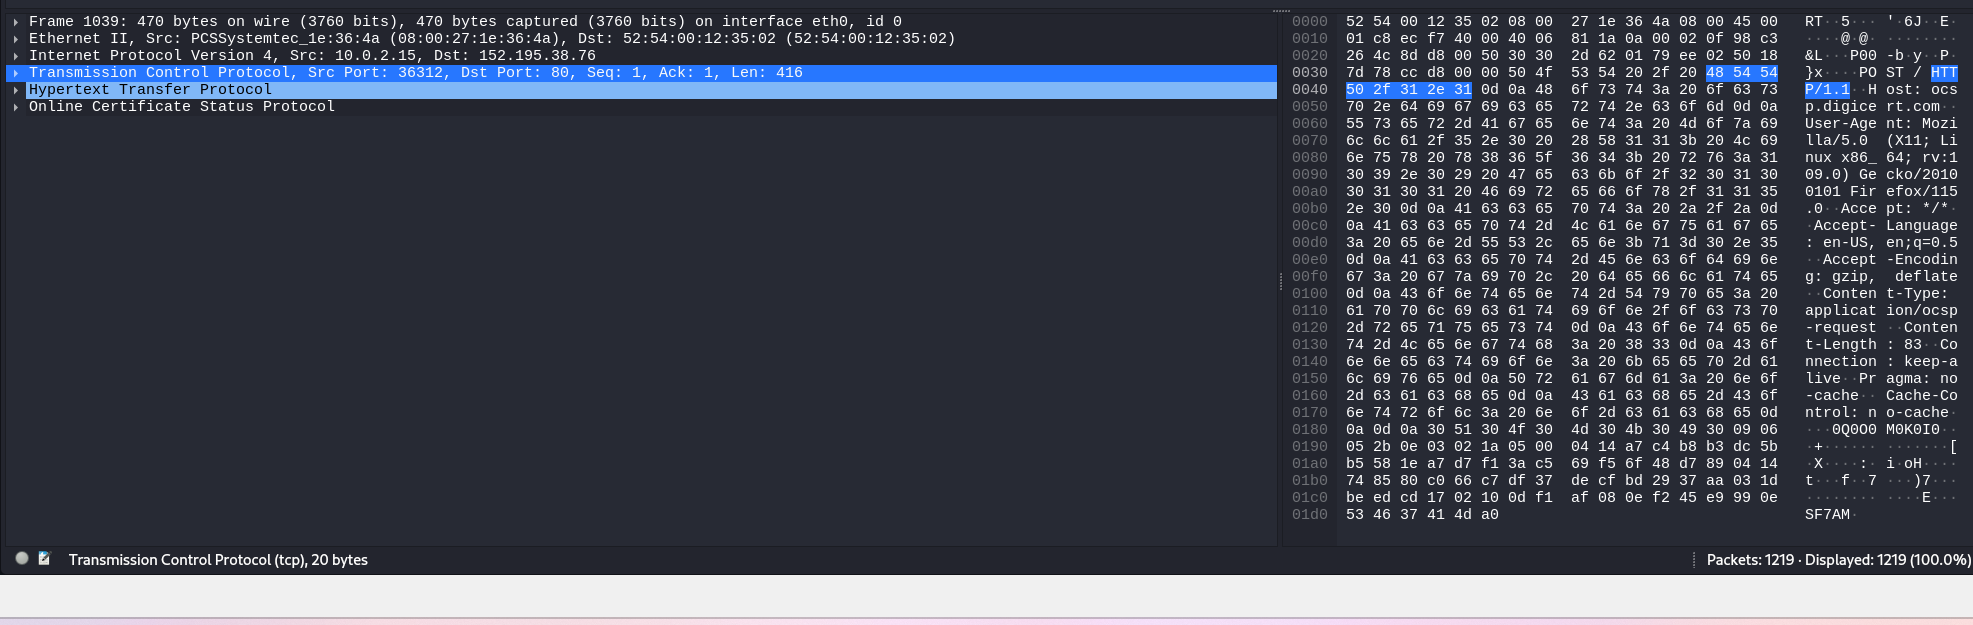 Frame 1039: 470 bytes on wire (3760 bits), 470 bytes captured (3760 bits) on interface eth0, id 0
Ethernet II, Src: PCSSystemtec_1e:36:4a (08:00:27:1e:36:4a), Dst: 52:54:00:12:35:02 (52:54:00:12:35:02)
Internet Protocol Version 4, Src: 10.0.2.15, Dst: 152.195.38.76
Transmission Control Protocol, Src Port: 36312, Dst Port: 80, Seq: 1, Ack: 1, Len: 416
Hypertext Transfer Protocol
Online Certificate Status Protocol
0000 52 54 00 12 35 02 08 00 27 1e 36 4a 08 00 45 00 RT··5··· '·6J··E·
0010 01 c8 ec f7 40 00 40 06 81 1a 0a 00 02 0f 98 c3 ····@·@· ········
0020 26 4c 8d d8 00 50 30 30 2d 62 01 79 ee 02 50 18 &L···P00 -b·y··P·
0030 7d 78 cc d8 00 00 50 4f 53 54 20 2f 20 48 54 54 }x····PO ST / HTT
0040 50 2f 31 2e 31 0d 0a 48 6f 73 74 3a 20 6f 63 73 P/1.1··H ost: ocs
0050 70 2e 64 69 67 69 63 65 72 74 2e 63 6f 6d 0d 0a p.digice rt.com··
0060 55 73 65 72 2d 41 67 65 6e 74 3a 20 4d 6f 7a 69 User-Age nt: Mozi
0070 6c 6c 61 2f 35 2e 30 20 28 58 31 31 3b 20 4c 69 lla/5.0 (X11; Li
0080 6e 75 78 20 78 38 36 5f 36 34 3b 20 72 76 3a 31 nux x86_ 64; rv:1
0090 30 39 2e 30 29 20 47 65 63 6b 6f 2f 32 30 31 30 09.0) Ge cko/2010
00a0 30 31 30 31 20 46 69 72 65 66 6f 78 2f 31 31 35 0101 Fir efox/115
00b0 2e 30 0d 0a 41 63 63 65 70 74 3a 20 2a 2f 2a 0d .0··Acce pt: */*·
00c0 0a 41 63 63 65 70 74 2d 4c 61 6e 67 75 61 67 65 ·Accept- Language
00d0 3a 20 65 6e 2d 55 53 2c 65 6e 3b 71 3d 30 2e 35 : en-US, en;q=0.5
00e0 0d 0a 41 63 63 65 70 74 2d 45 6e 63 6f 64 69 6e ··Accept -Encodin
00f0 67 3a 20 67 7a 69 70 2c 20 64 65 66 6c 61 74 65 g: gzip, deflate
0100 0d 0a 43 6f 6e 74 65 6e 74 2d 54 79 70 65 3a 20 ··Conten t-Type:
0110 61 70 70 6c 69 63 61 74 69 6f 6e 2f 6f 63 73 70 applicat ion/ocsp
0120 2d 72 65 71 75 65 73 74 0d 0a 43 6f 6e 74 65 6e -request ··Conten
0130 74 2d 4c 65 6e 67 74 68 3a 20 38 33 0d 0a 43 6f t-Length : 83··Co
0140 6e 6e 65 63 74 69 6f 6e 3a 20 6b 65 65 70 2d 61 nnection : keep-a
0150 6c 69 76 65 0d 0a 50 72 61 67 6d 61 3a 20 6e 6f live··Pr agma: no
0160 2d 63 61 63 68 65 0d 0a 43 61 63 68 65 2d 43 6f -cache·· Cache-Co
0170 6e 74 72 6f 6c 3a 20 6e 6f 2d 63 61 63 68 65 0d ntrol: n o-cache·
0180 0a 0d 0a 30 51 30 4f 30 4d 30 4b 30 49 30 09 06 ···0Q0O0 M0K0I0··
0190 05 2b 0e 03 02 1a 05 00 04 14 a7 c4 b8 b3 dc 5b ·+······ ·······[
01a0 b5 58 1e a7 d7 f1 3a c5 69 f5 6f 48 d7 89 04 14 ·X····:· i·oH····
01b0 74 85 80 c0 66 c7 df 37 de cf bd 29 37 aa 03 1d t···f··7 ···)7···
01c0 be ed cd 17 02 10 0d f1 af 08 0e f2 45 e9 99 0e ········ ····E···
01d0 53 46 37 41 4d a0 SF7AM·
Transmission Control Protocol (tcp), 20 bytes
Packets: 1219 · Displayed: 1219 (100.0%)